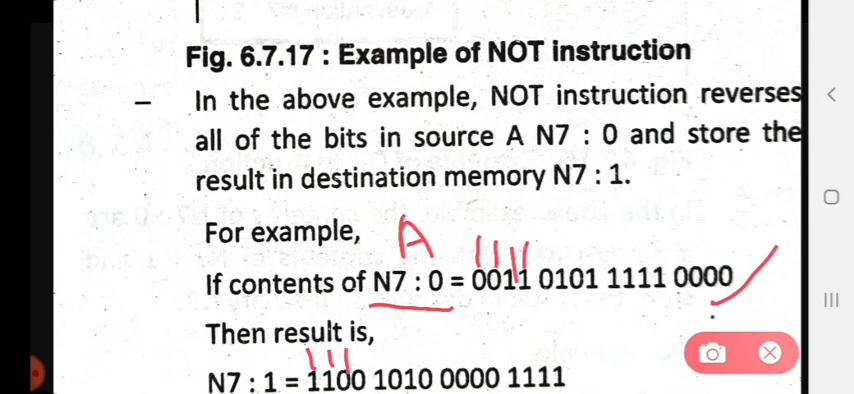 Fig. 6.7.17 : Example of NOT instruction
– In the above example, NOT instruction reverses
all of the bits in source A N7 : 0 and store the
result in destination memory N7 : 1.
For example,
A
If contents of N7 : 0 = 0011 0101 1111 0000
Then result is,
N7 : 1 = 1100 1010 0000 1111